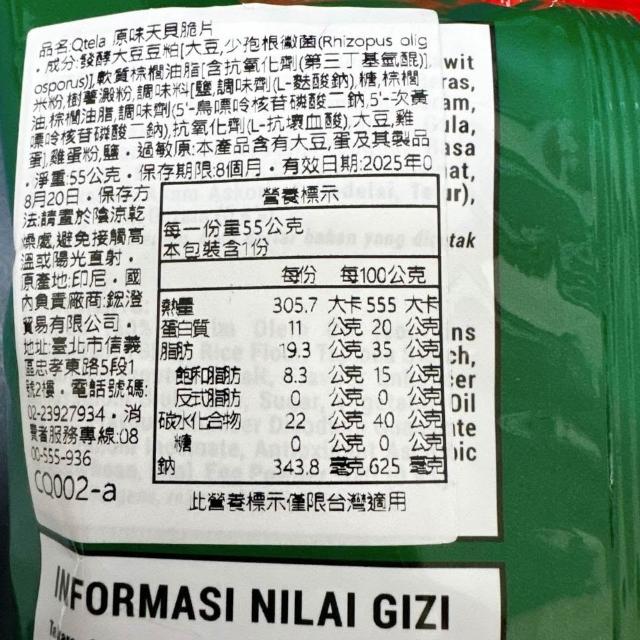 品名:Qtela 原味天貝脆片
・成分:發酵大豆豆粕[大豆,少孢根黴菌(Rhizopus olig
osporus)],軟質棕櫚油脂[含抗氧化劑(第三丁基氫醌)],
米粉,樹薯澱粉,調味料[鹽,調味劑(L-麩酸鈉),糖,棕櫚
油,棕櫚油脂,調味劑(5'-鳥嘌呤核苷磷酸二鈉,5'-次黃
嘌呤核苷磷酸二鈉),抗氧化劑(L-抗壞血酸),大豆,雞
蛋],雞蛋粉,鹽・過敏原:本產品含有大豆,蛋及其製品
・淨重:55公克・保存期限:8個月・有效日期:2025年0
8月20日・保存方
法:請置於陰涼乾
燥處,避免接觸高
溫或陽光直射・
原產地:印尼・國
內負責廠商:鋐澄
貿易有限公司・
地址:臺北市信義
區忠孝東路5段1
號2樓・電話號碼:
02-23927934・消
費者服務專線:08
00-555-936
CQ002-a
營養標示
每一份量55公克
本包裝含1份
每份 每100公克
熱量 305.7 大卡 555 大卡
蛋白質 11 公克 20 公克
脂肪 19.3 公克 35 公克
飽和脂肪 8.3 公克 15 公克
反式脂肪 0 公克 0 公克
碳水化合物 22 公克 40 公克
糖 0 公克 0 公克
鈉 343.8 毫克 625 毫克
此營養標示僅限台灣適用
wit
ras,
am,
ula,
asa
at,
ur),
bahan yang di
tak
ns
ch,
er
Oil
te
ic
INFORMASI NILAI GIZI